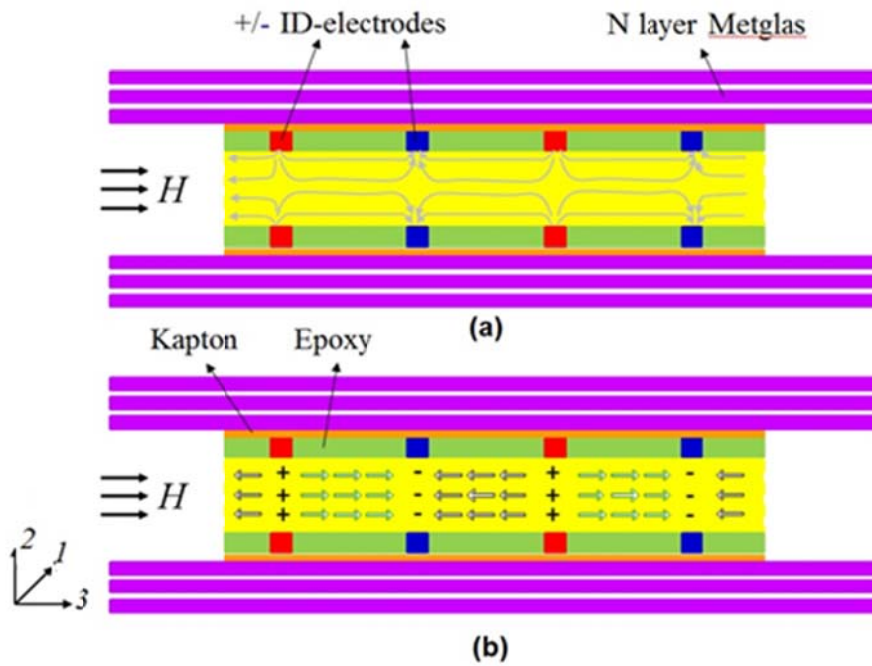 +/- ID-electrodes
N layer Metglas
H
(a)
Kapton
Epoxy
+ - + -
+ - + -
+ - + -
H
2
1
3
(b)